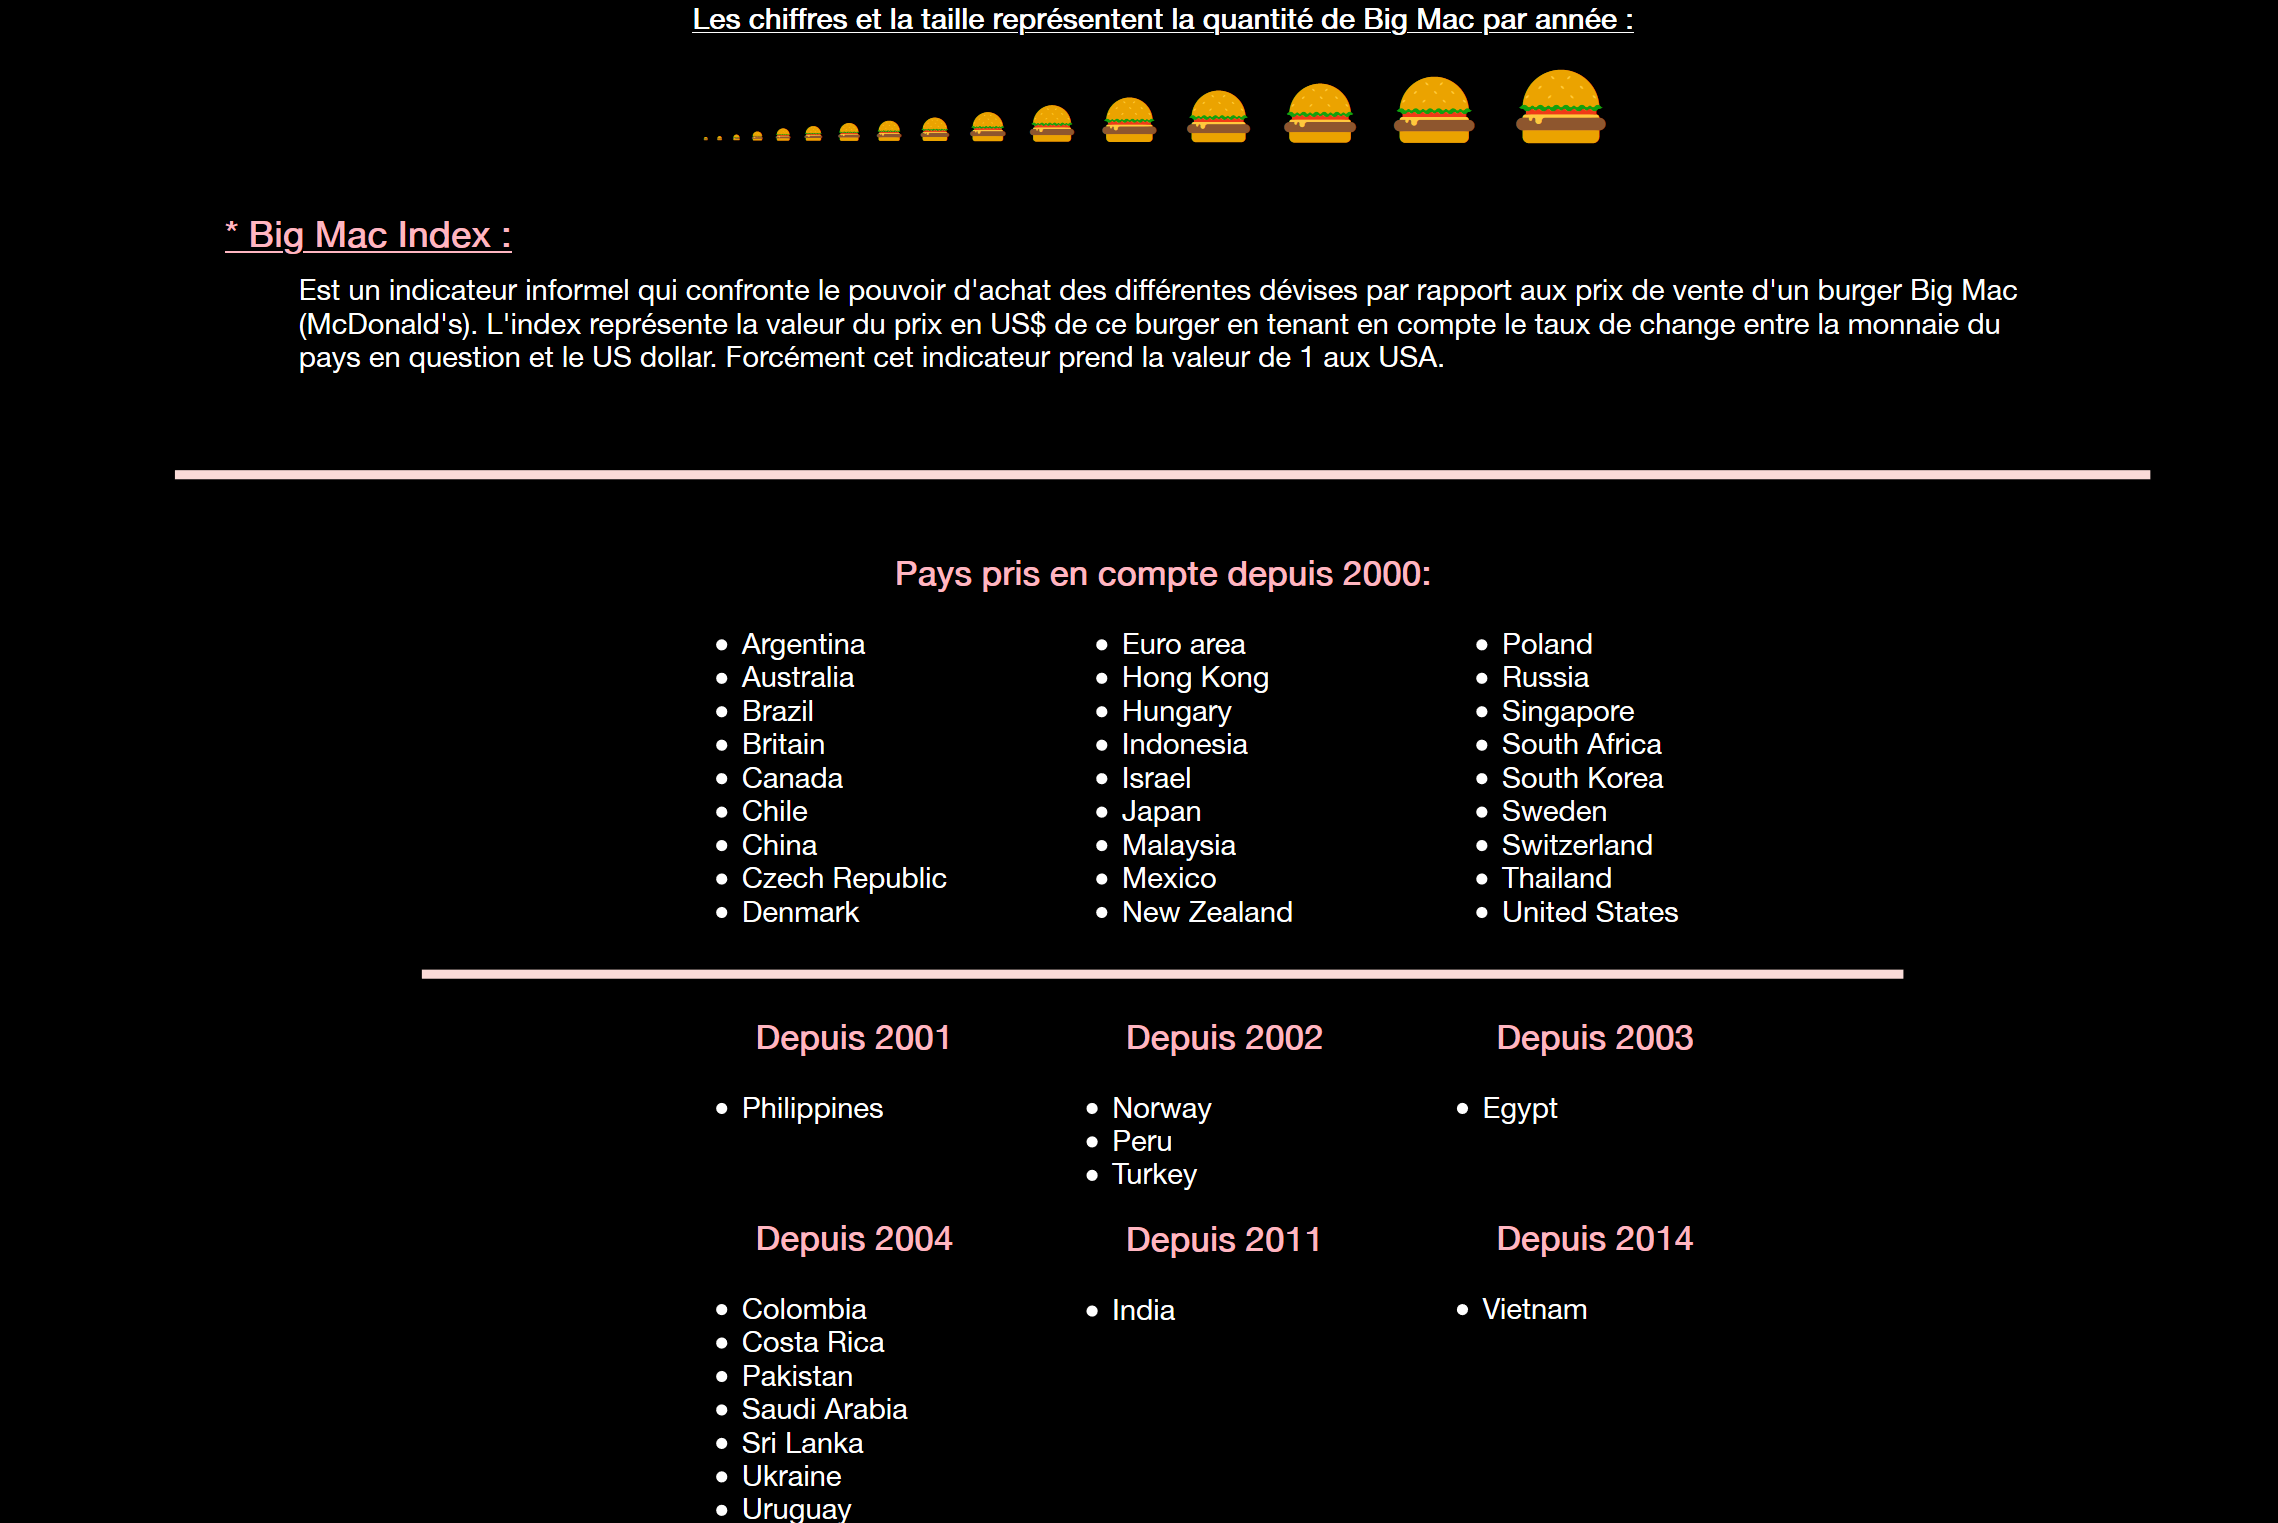 Les chiffres et la taille représentent la quantité de Big Mac par année :
* Big Mac Index :
Est un indicateur informel qui confronte le pouvoir d'achat des différentes dévises par rapport aux prix de vente d'un burger Big Mac
(McDonald's). L'index représente la valeur du prix en US$ de ce burger en tenant en compte le taux de change entre la monnaie du
pays en question et le US dollar. Forcément cet indicateur prend la valeur de 1 aux USA.
Pays pris en compte depuis 2000:
Argentina
Australia
Brazil
Britain
Canada
Chile
China
Czech Republic
Denmark
Euro area
Hong Kong
Hungary
Indonesia
Israel
Japan
Malaysia
Mexico
New Zealand
Poland
Russia
Singapore
South Africa
South Korea
Sweden
Switzerland
Thailand
United States
Depuis 2001
Philippines
Depuis 2002
Norway
Peru
Turkey
Depuis 2003
Egypt
Depuis 2004
Colombia
Costa Rica
Pakistan
Saudi Arabia
Sri Lanka
Ukraine
Uruguay
Depuis 2011
India
Depuis 2014
Vietnam